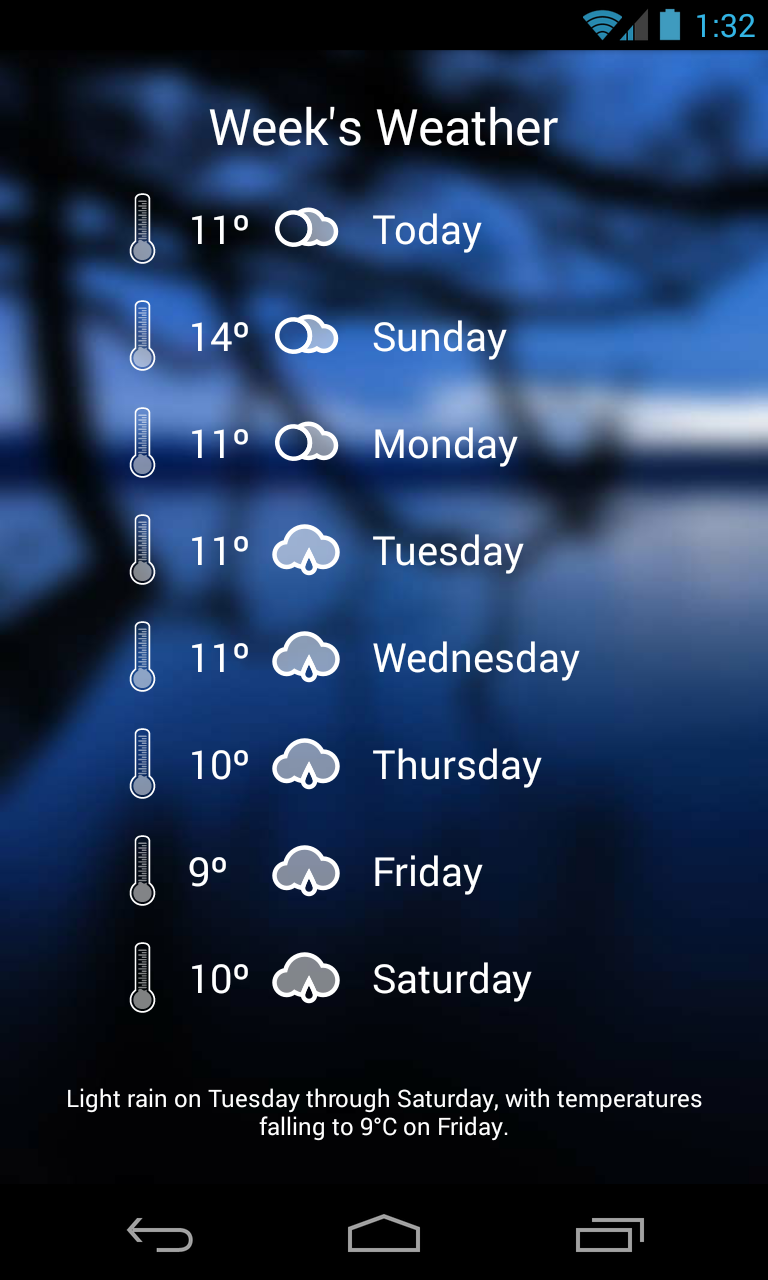 1:32
Week's Weather
11º Today
14º Sunday
11º Monday
11º Tuesday
11º Wednesday
10º Thursday
9º Friday
10º Saturday
Light rain on Tuesday through Saturday, with temperatures
falling to 9°C on Friday.